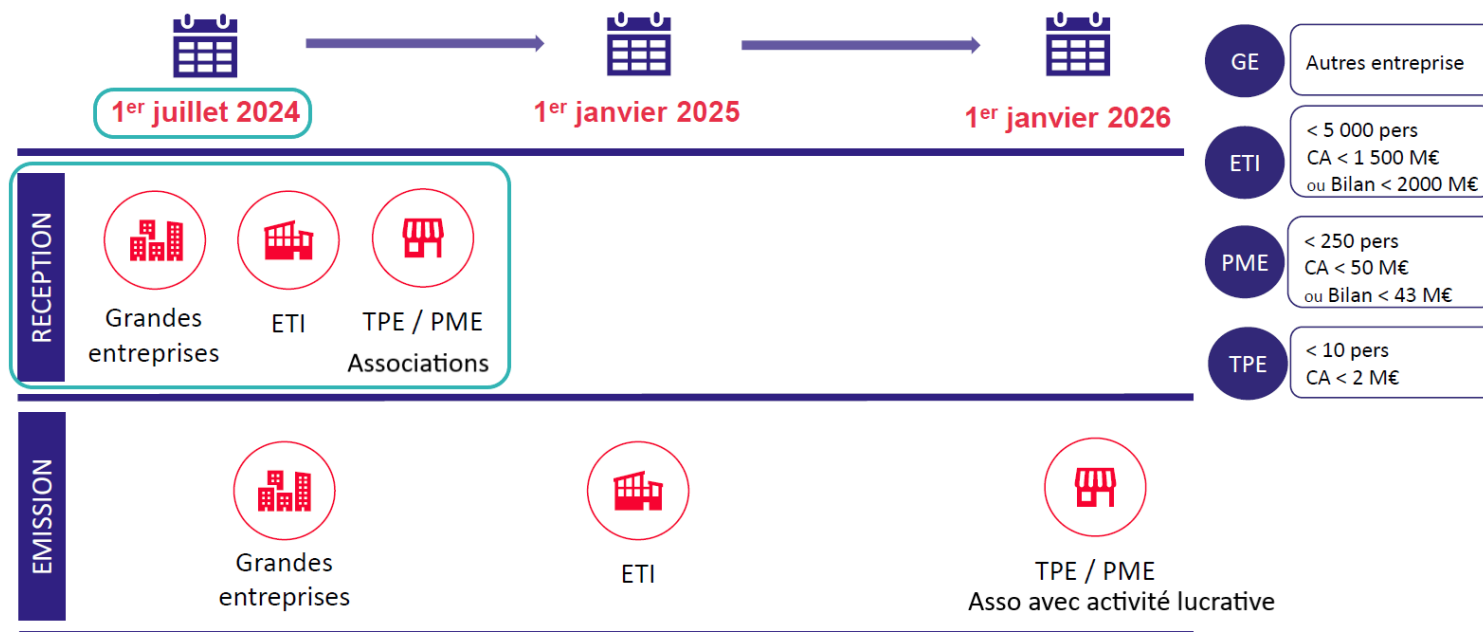 1er juillet 2024
1er janvier 2025
1er janvier 2026
RECEPTION
Grandes
entreprises
ETI
TPE / PME
Associations
EMISSION
Grandes
entreprises
ETI
TPE / PME
Asso avec activité lucrative
GE
Autres entreprise
ETI
< 5 000 pers
CA < 1 500 M€
ou Bilan < 2000 M€
PME
< 250 pers
CA < 50 M€
ou Bilan < 43 M€
TPE
< 10 pers
CA < 2 M€